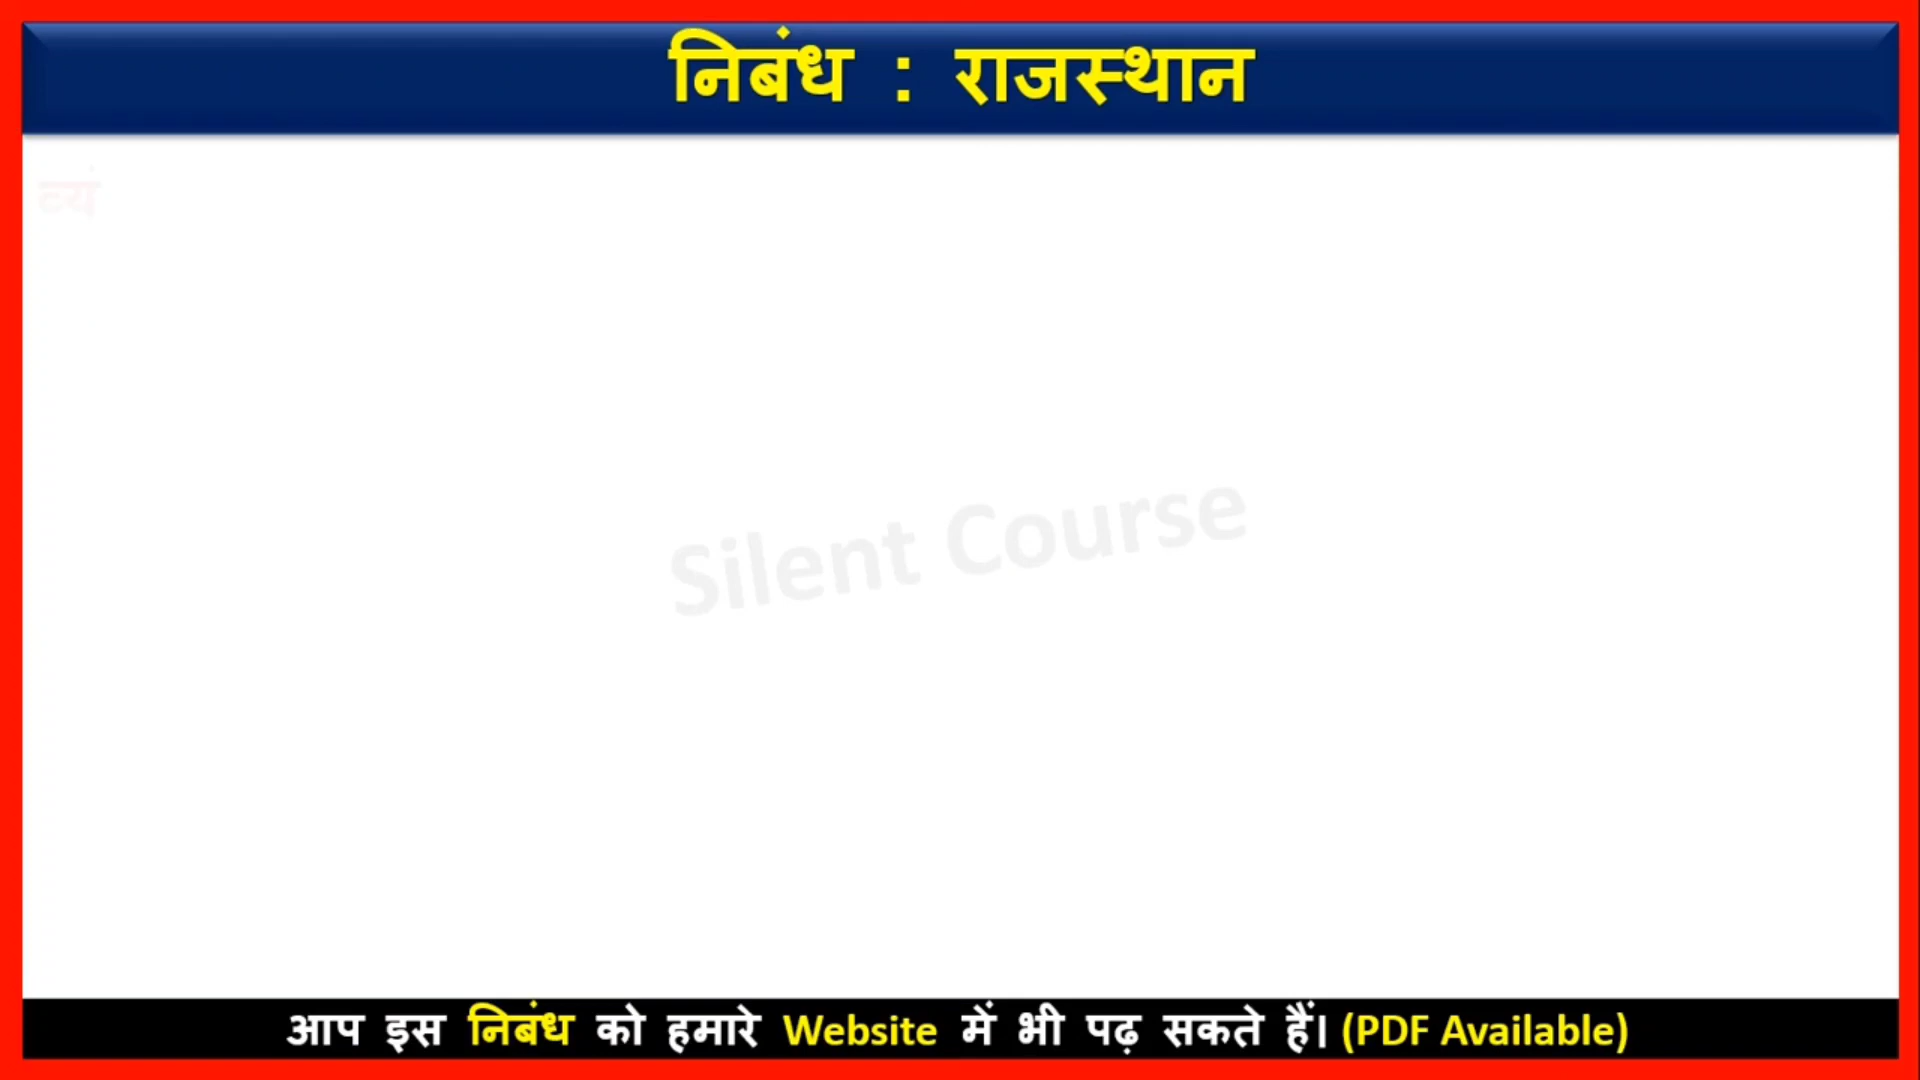 निबंध : राजस्थान
व्यं
Silent Course
आप इस निबंध को हमारे Website में भी पढ़ सकते हैं। (PDF Available)